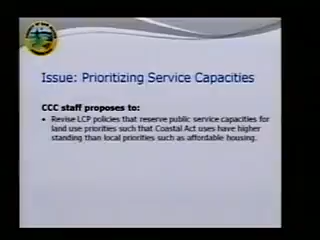 Issue: Prioritizing Service Capacities
CCC staff proposes to:
• Revise LCP policies that reserve public service capacities for
land use priorities such that Coastal Act uses have higher
standing than local priorities such as affordable housing.